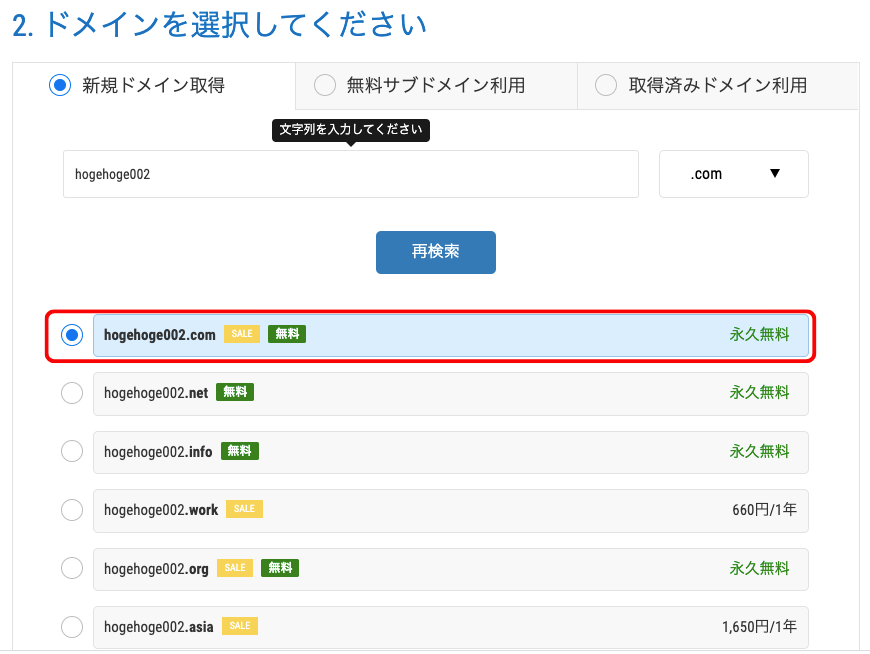 2. ドメインを選択してください
新規ドメイン取得 無料サブドメイン利用 取得済みドメイン利用
文字列を入力してください
hogehoge002 .com ▼
再検索
hogehoge002.com SALE 無料 永久無料
hogehoge002.net 無料 永久無料
hogehoge002.info 無料 永久無料
hogehoge002.work SALE 660円/1年
hogehoge002.org SALE 無料 永久無料
hogehoge002.asia SALE 1,650円/1年